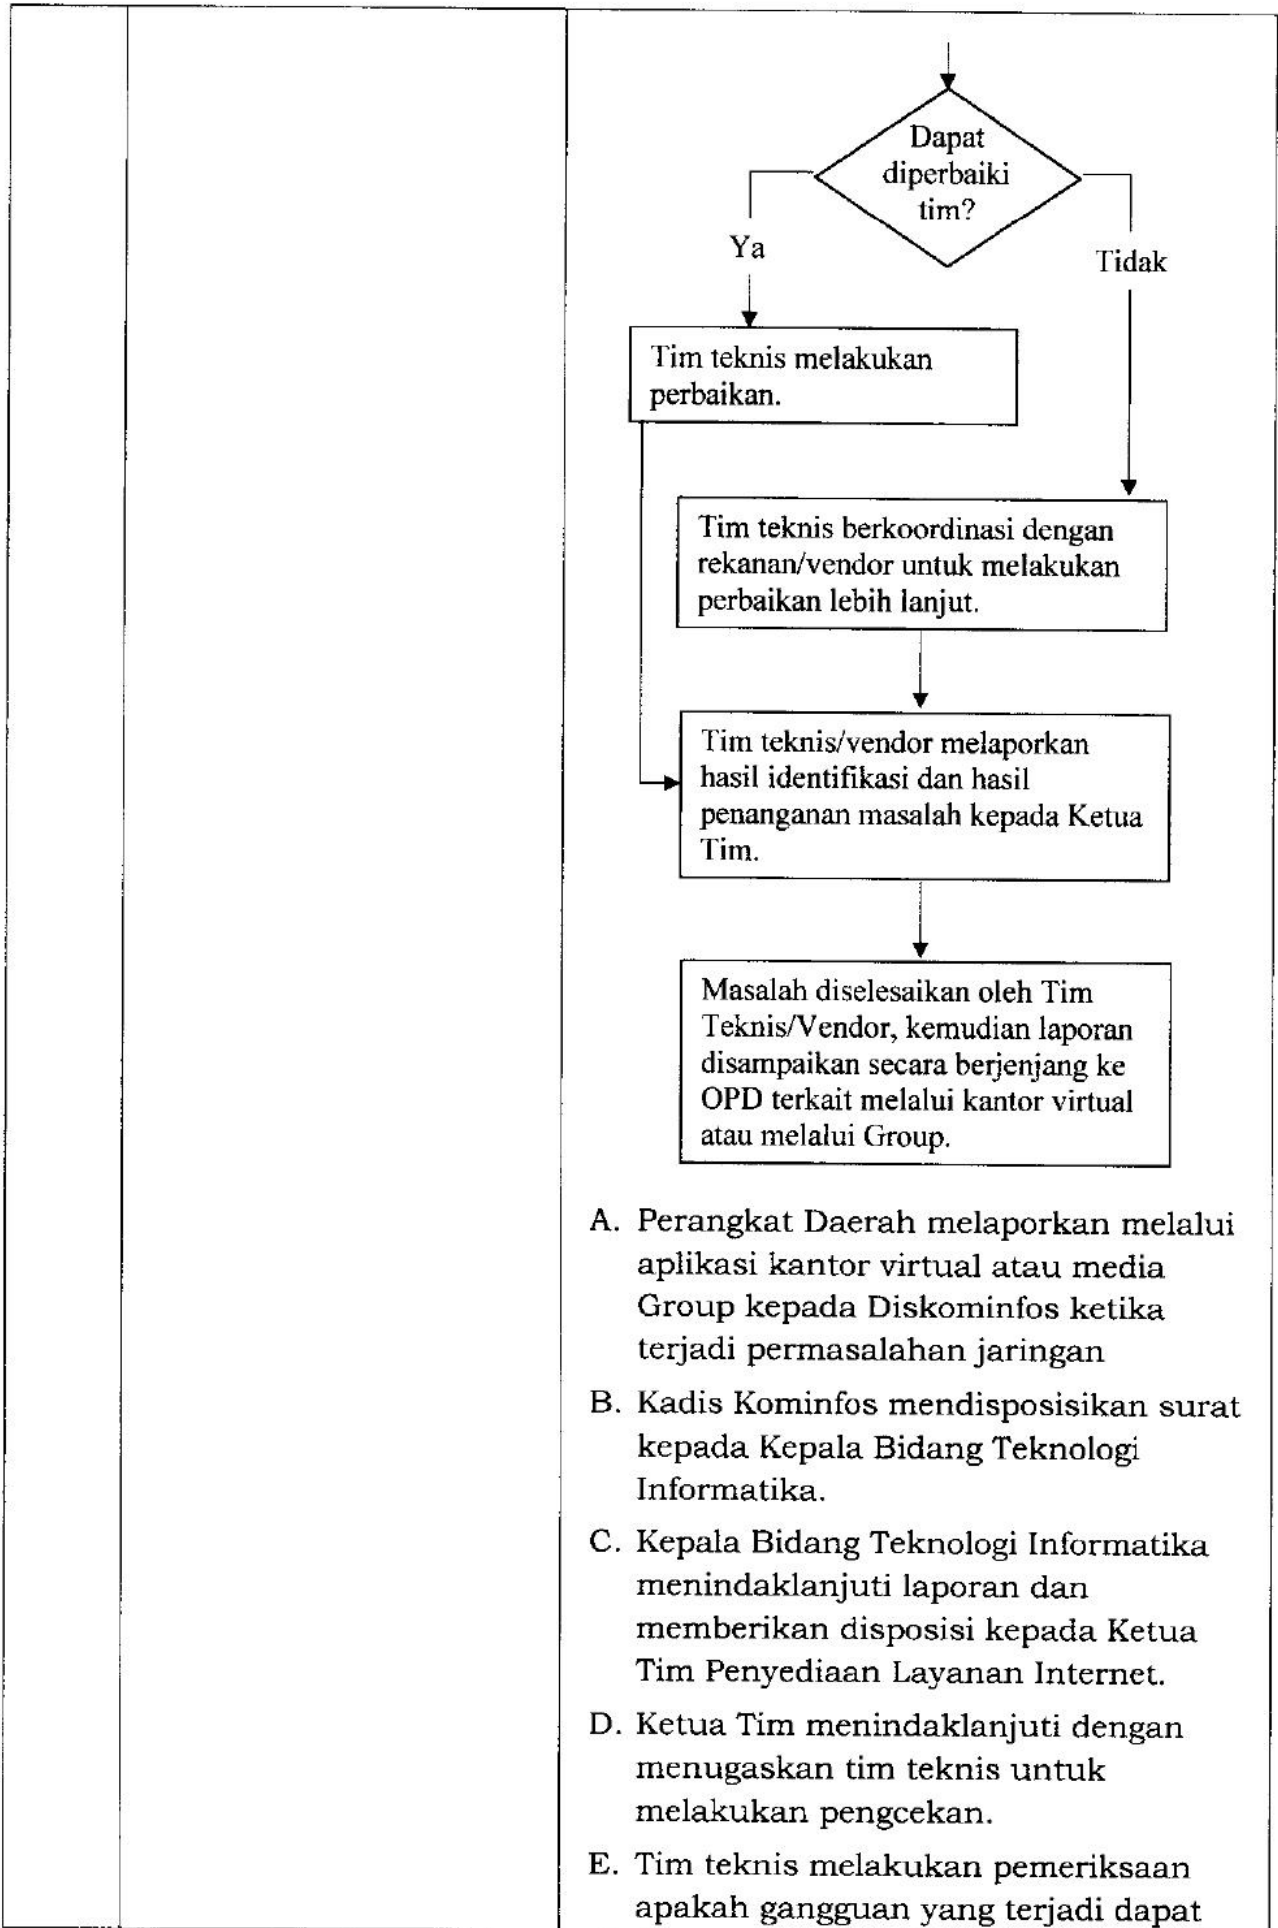 Dapat
diperbaiki
tim?
Ya
Tidak
Tim teknis melakukan
perbaikan.
Tim teknis berkoordinasi dengan
rekanan/vendor untuk melakukan
perbaikan lebih lanjut.
Tim teknis/vendor melaporkan
hasil identifikasi dan hasil
penanganan masalah kepada Ketua
Tim.
Masalah diselesaikan oleh Tim
Teknis/Vendor, kemudian laporan
disampaikan secara berjenjang ke
OPD terkait melalui kantor virtual
atau melalui Group.
A. Perangkat Daerah melaporkan melalui
aplikasi kantor virtual atau media
Group kepada Diskominfos ketika
terjadi permasalahan jaringan
B. Kadis Kominfos mendisposisikan surat
kepada Kepala Bidang Teknologi
Informatika.
C. Kepala Bidang Teknologi Informatika
menindaklanjuti laporan dan
memberikan disposisi kepada Ketua
Tim Penyediaan Layanan Internet.
D. Ketua Tim menindaklanjuti dengan
menugaskan tim teknis untuk
melakukan pengcekan.
E. Tim teknis melakukan pemeriksaan
apakah gangguan yang terjadi dapat